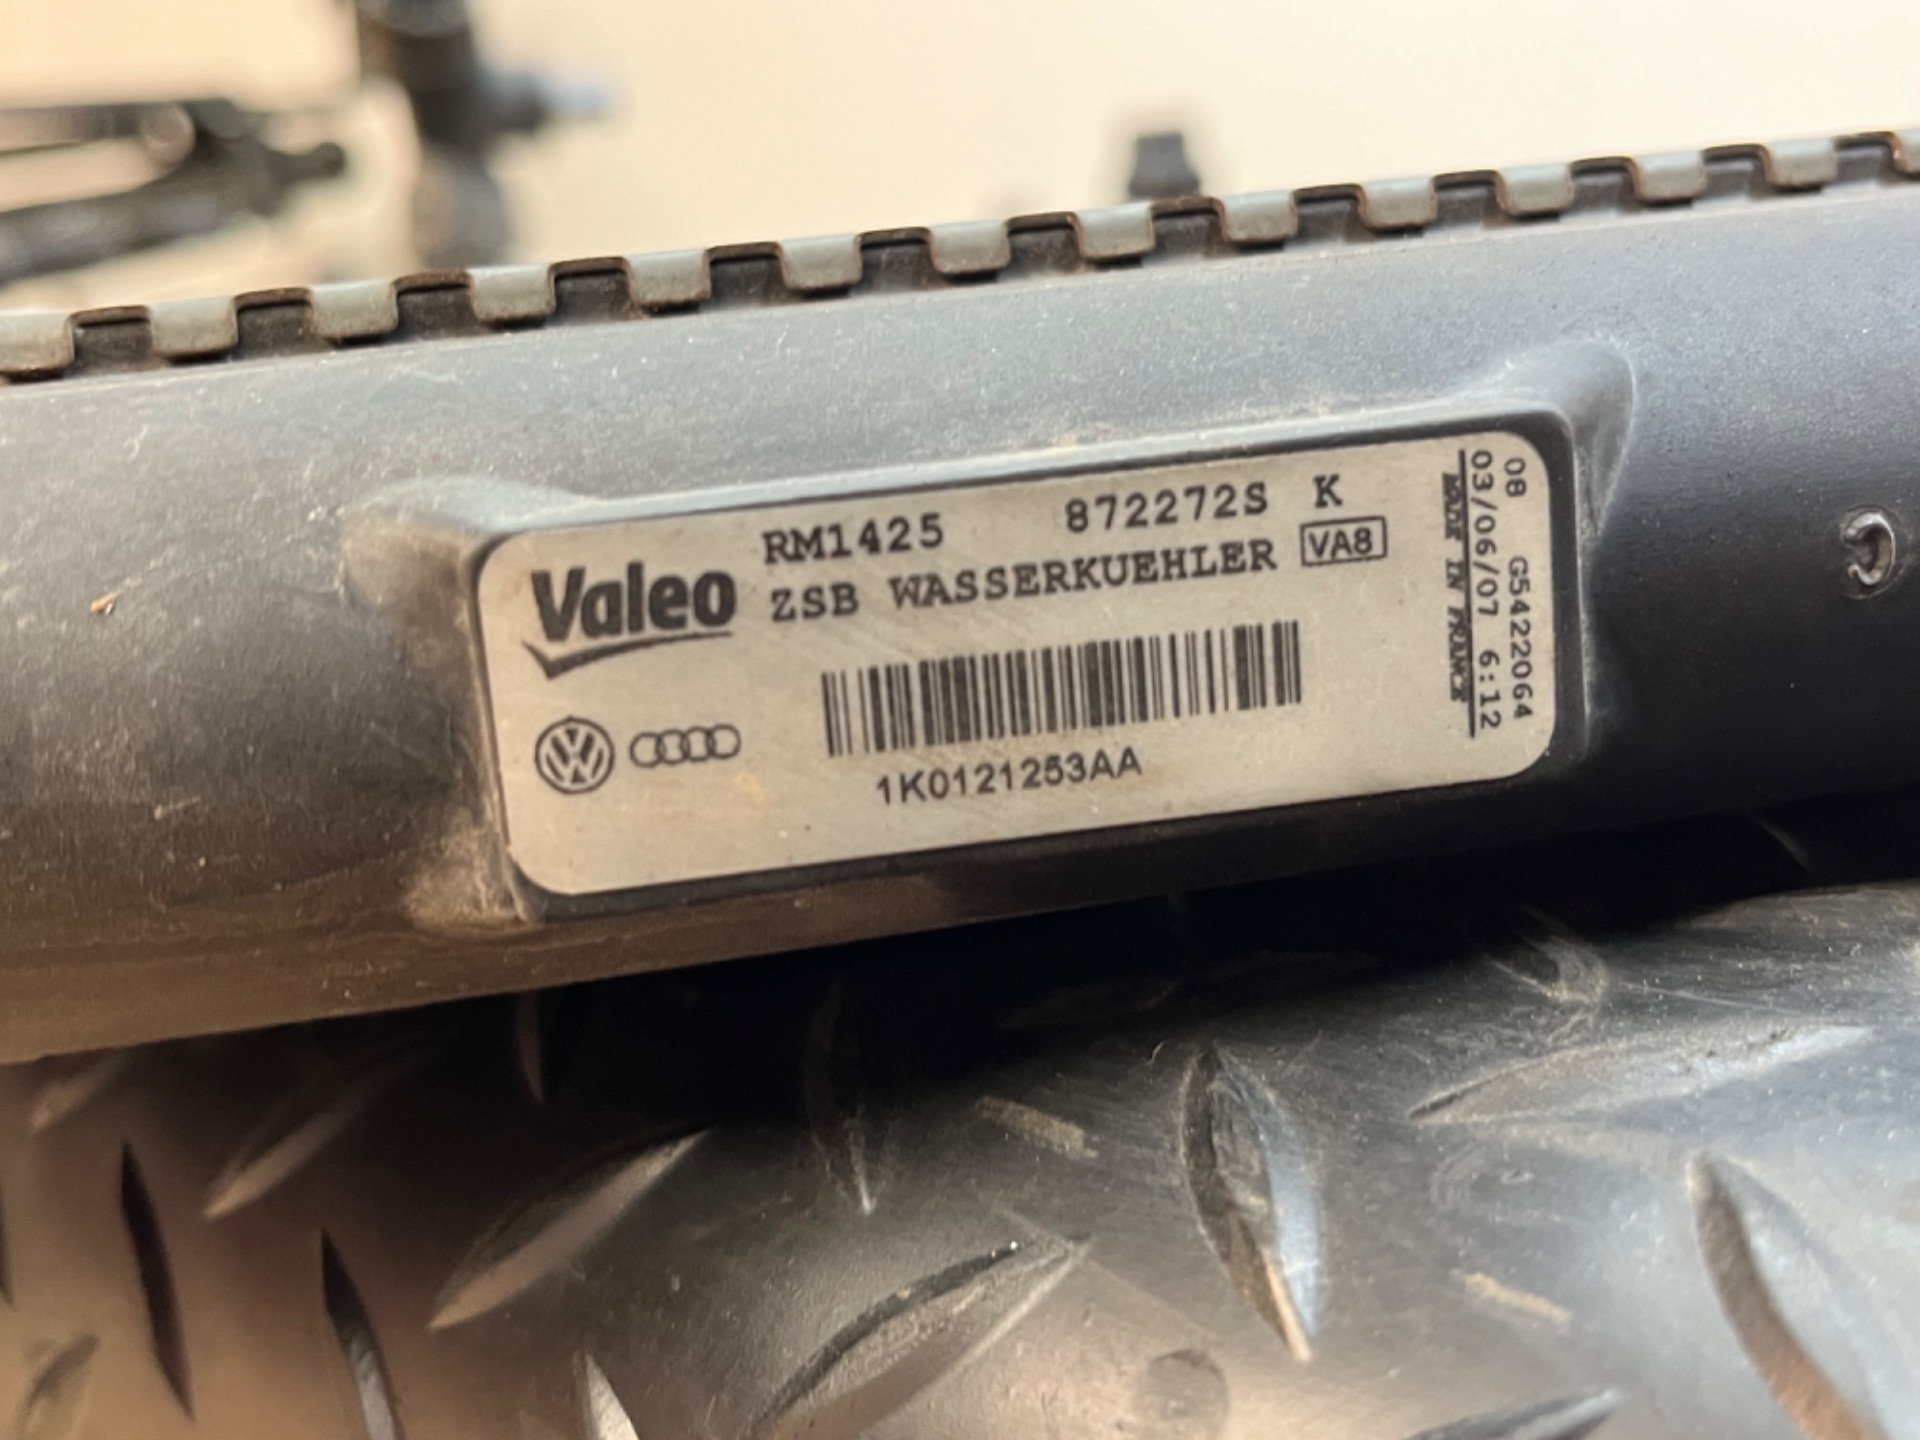 Valeo
RM1425 872272S K
ZSB WASSERKUEHLER VA8
1K0121253AA
08 G5422064
03/06/07 6:12
MADE IN FRANCE